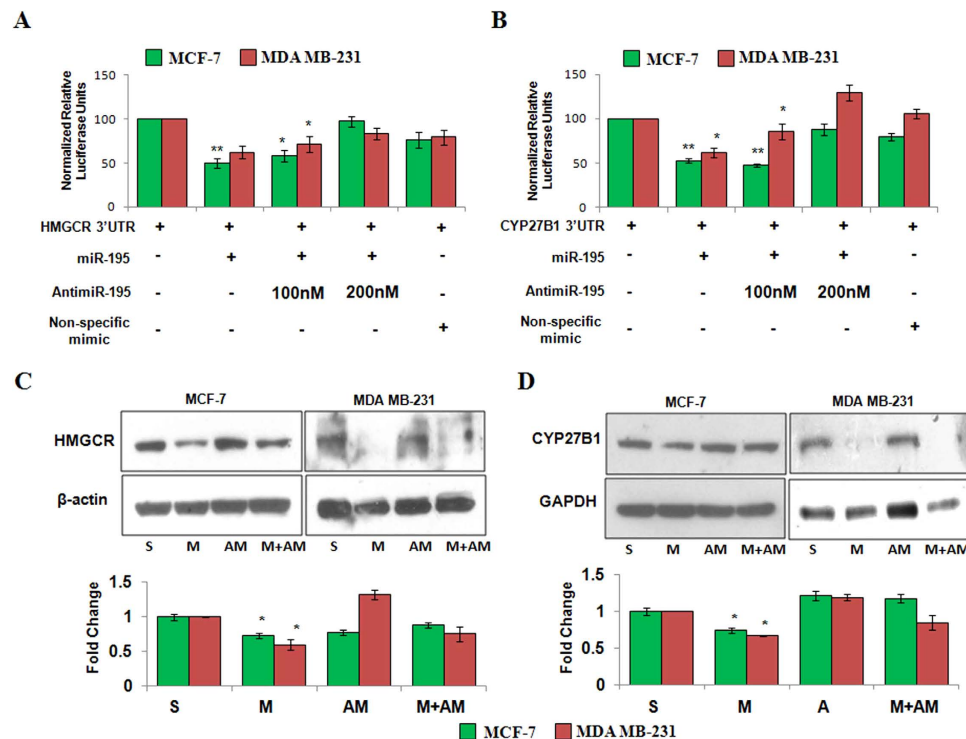 A
MCF-7 MDA MB-231
Normalized Relative
Luciferase Units
150
100
50
0
HMGCR 3'UTR + + + + +
miR-195 - + + + -
AntimiR-195 - - 100nM 200nM -
Non-specific
mimic - - - - +
** * *
B
MCF-7 MDA MB-231
Normalized Relative
Luciferase Units
150
100
50
0
CYP27B1 3'UTR + + + + +
miR-195 - + + + -
AntimiR-195 - - 100nM 200nM -
Non-specific
mimic - - - - +
** * ** *
C
MCF-7 MDA MB-231
HMGCR
β-actin
S M AM M+AM S M AM M+AM
Fold Change
1.5
1
0.5
0
* *
S M AM M+AM
D
MCF-7 MDA MB-231
CYP27B1
GAPDH
S M AM M+AM S M AM M+AM
Fold Change
1.5
1
0.5
0
* *
S M A M+AM
MCF-7 MDA MB-231